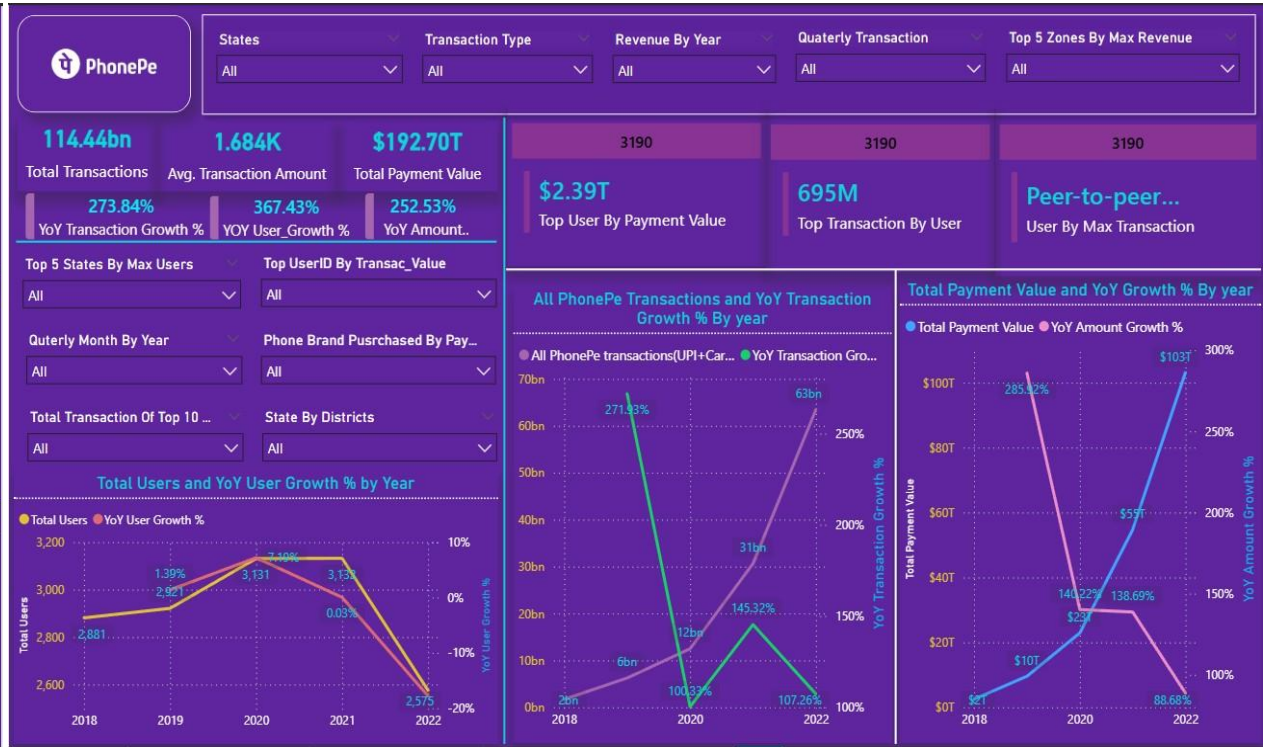 पे PhonePe
States
All
Transaction Type
All
Revenue By Year
All
Quaterly Transaction
All
Top 5 Zones By Max Revenue
All
114.44bn
Total Transactions
1.684K
Avg. Transaction Amount
$192.70T
Total Payment Value
273.84%
YoY Transaction Growth %
367.43%
YOY User_Growth %
252.53%
YoY Amount..
3190
$2.39T
Top User By Payment Value
3190
695M
Top Transaction By User
3190
Peer-to-peer...
User By Max Transaction
Top 5 States By Max Users
All
Top UserID By Transac_Value
All
Quterly Month By Year
All
Phone Brand Pusrchased By Pay...
All
Total Transaction Of Top 10 ...
All
State By Districts
All
Total Users and YoY User Growth % by Year
Total Users YoY User Growth %
Total Users
3,200
3,000
2,800
2,600
2,881
2,921
3,131
3,132
2,575
1.39%
7.19%
0.03%
10%
0%
-10%
-20%
YoY User Growth %
2018 2019 2020 2021 2022
All PhonePe Transactions and YoY Transaction
Growth % By year
All PhonePe transactions(UPI+Car... YoY Transaction Gro...
70bn
60bn
50bn
40bn
30bn
20bn
10bn
0bn
2bn
6bn
12bn
31bn
63bn
271.93%
100.33%
145.32%
107.26%
250%
200%
150%
100%
YoY Transaction Growth %
2018 2020 2022
Total Payment Value and YoY Growth % By year
Total Payment Value YoY Amount Growth %
Total Payment Value
$100T
$80T
$60T
$40T
$20T
$0T
$2T
$10T
$23T
$55T
$103T
285.92%
140.22%
138.69%
88.68%
300%
250%
200%
150%
100%
YoY Amount Growth %
2018 2020 2022